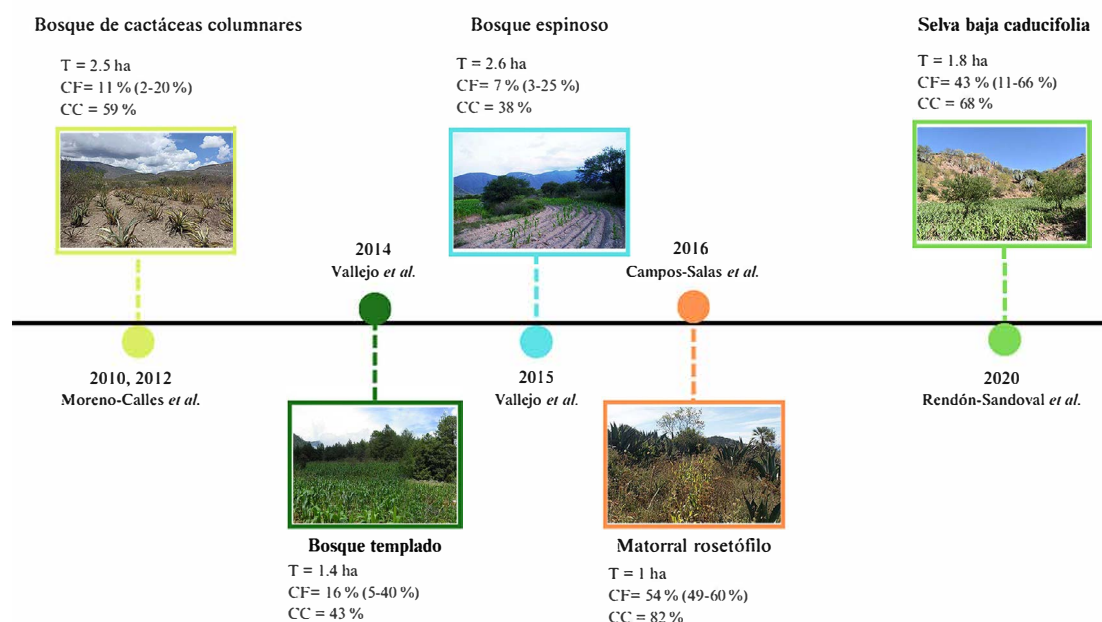 Bosque de cactáceas columnares
T = 2.5 ha
CF= 11 % (2-20 %)
CC = 59 %
2010, 2012
Moreno-Calles et al.
2014
Vallejo et al.
Bosque templado
T = 1.4 ha
CF= 16 % (5-40 %)
CC = 43 %
Bosque espinoso
T = 2.6 ha
CF= 7 % (3-25 %)
CC = 38 %
2015
Vallejo et al.
2016
Campos-Salas et al.
Matorral rosetófilo
T = 1 ha
CF= 54 % (49-60 %)
CC = 82 %
Selva baja caducifolia
T = 1.8 ha
CF= 43 % (11-66 %)
CC = 68 %
2020
Rendón-Sandoval et al.